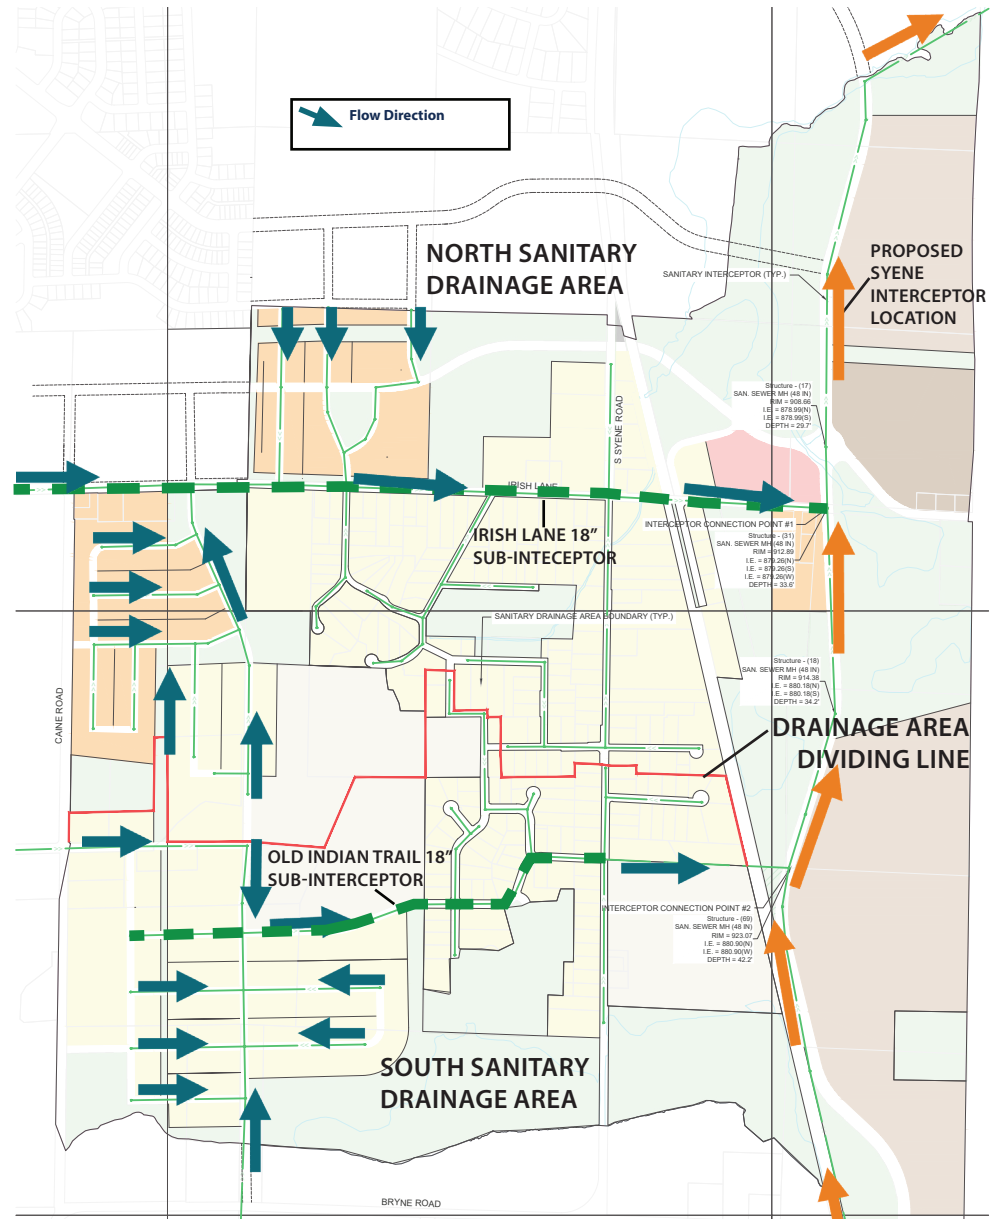 Flow Direction
NORTH SANITARY
DRAINAGE AREA
PROPOSED
SYENE
INTERCEPTOR
LOCATION
SANITARY INTERCEPTOR (TYP.)
Structure - (17)
SAN. SEWER MH (48 IN)
RIM = 908.66
I.E. = 878.99(N)
I.E. = 878.99(S)
DEPTH = 29.7'
S SYENE ROAD
IRISH LANE
IRISH LANE 18"
SUB-INTECEPTOR
INTERCEPTOR CONNECTION POINT #1
Structure - (31)
SAN. SEWER MH (48 IN)
RIM = 912.89
I.E. = 879.26(N)
I.E. = 879.26(S)
I.E. = 879.26(W)
DEPTH = 33.6'
SANITARY DRAINAGE AREA BOUNDARY (TYP.)
Structure - (18)
SAN. SEWER MH (48 IN)
RIM = 914.38
I.E. = 880.18(N)
I.E. = 880.18(S)
DEPTH = 34.2'
CAINE ROAD
DRAINAGE AREA
DIVIDING LINE
OLD INDIAN TRAIL 18"
SUB-INTERCEPTOR
INTERCEPTOR CONNECTION POINT #2
Structure - (69)
SAN. SEWER MH (48 IN)
RIM = 923.07
I.E. = 880.90(N)
I.E. = 880.90(W)
DEPTH = 42.2'
SOUTH SANITARY
DRAINAGE AREA
BRYNE ROAD